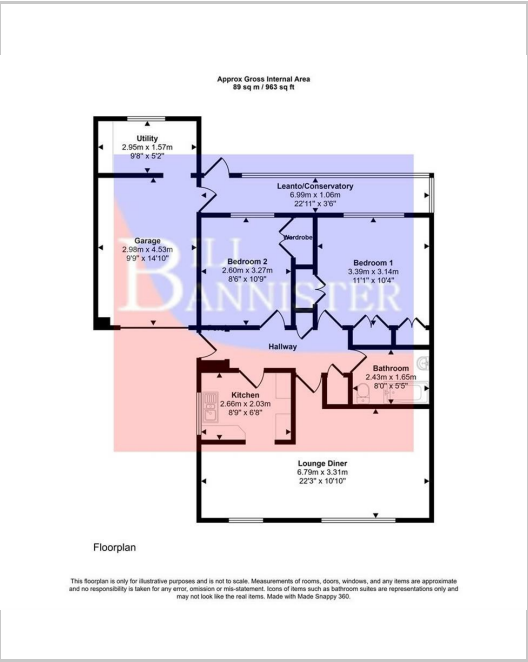 Approx Gross Internal Area
89 sq m / 963 sq ft
Utility
2.95m x 1.57m
9'8" x 5'2"
Leanto/Conservatory
6.99m x 1.06m
22'11" x 3'6"
Wardrobe
Garage
2.98m x 4.53m
9'9" x 14'10"
Bedroom 2
2.60m x 3.27m
8'6" x 10'9"
Bedroom 1
3.39m x 3.14m
11'1" x 10'4"
BILL
BANNISTER
Hallway
Bathroom
2.43m x 1.65m
8'0" x 5'5"
Kitchen
2.66m x 2.03m
8'9" x 6'8"
Lounge Diner
6.79m x 3.31m
22'3" x 10'10"
Floorplan
This floorplan is only for illustrative purposes and is not to scale. Measurements of rooms, doors, windows, and any items are approximate
and no responsibility is taken for any error, omission or mis-statement. Icons of items such as bathroom suites are representations only and
may not look like the real items. Made with Made Snappy 360.